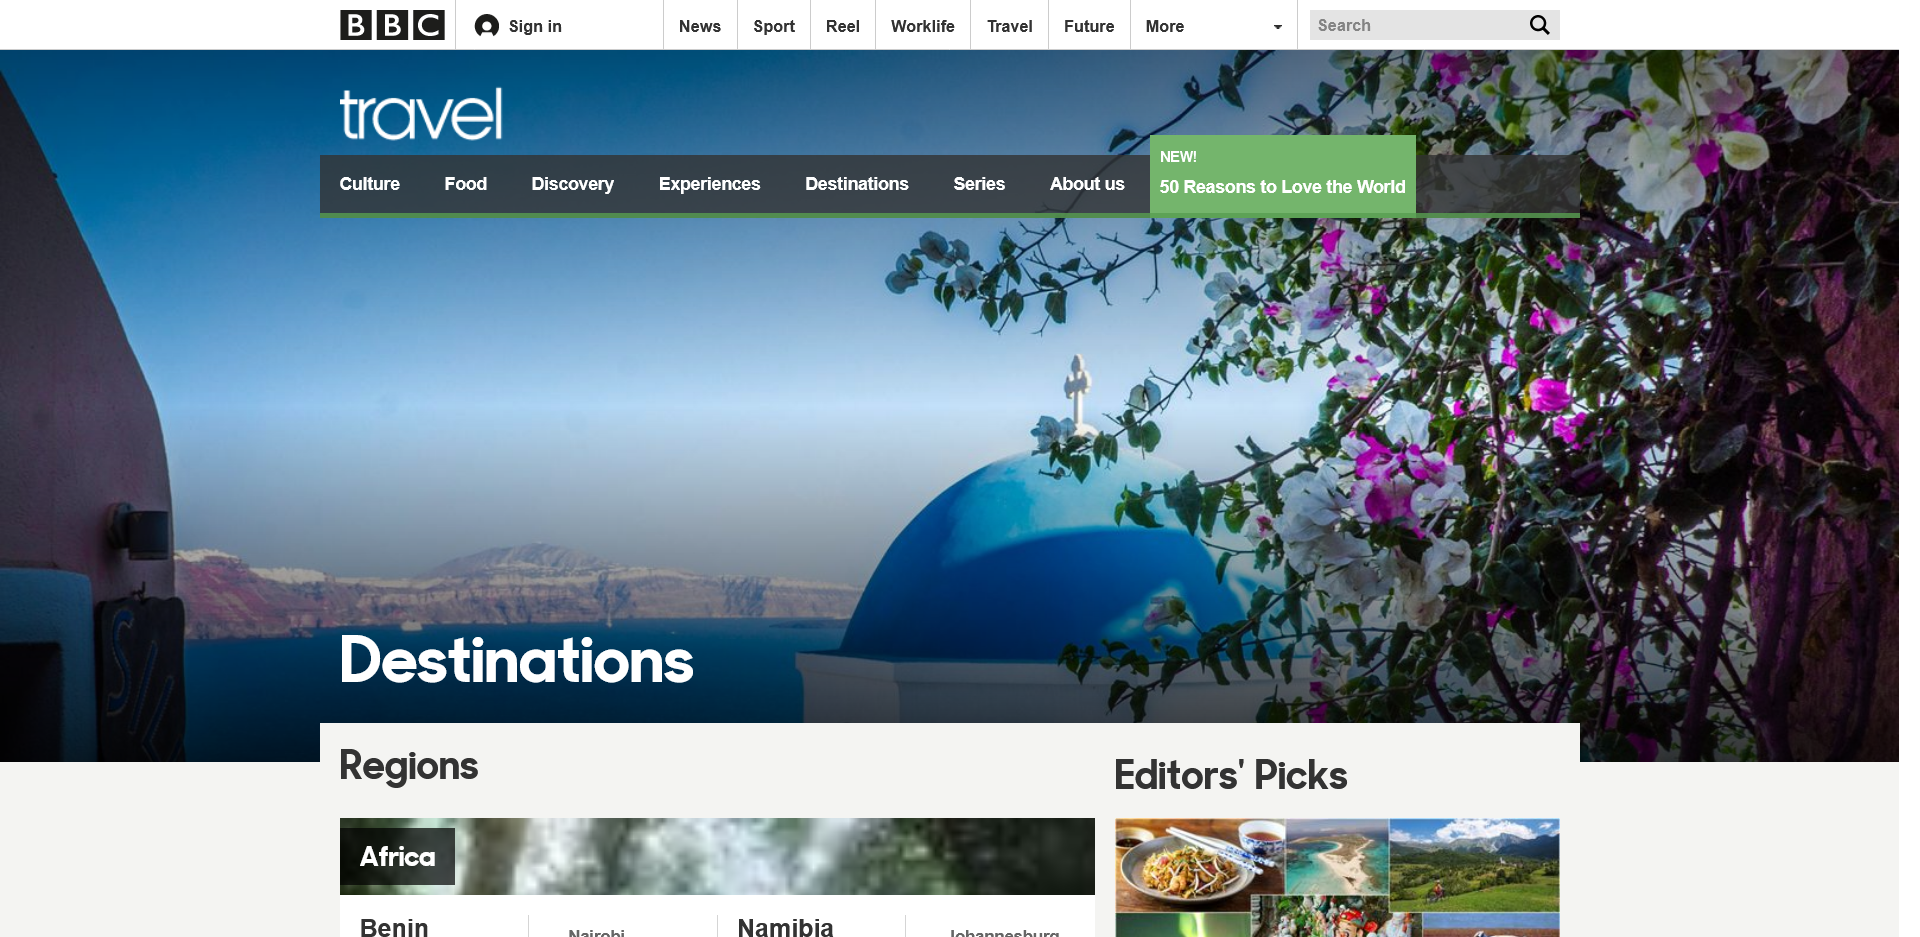 BBC
Sign in
News
Sport
Reel
Worklife
Travel
Future
More
Search
travel
Culture
Food
Discovery
Experiences
Destinations
Series
About us
NEW!
50 Reasons to Love the World
Destinations
Regions
Editors' Picks
Africa
Benin
Nairobi
Namibia
Johannesburg